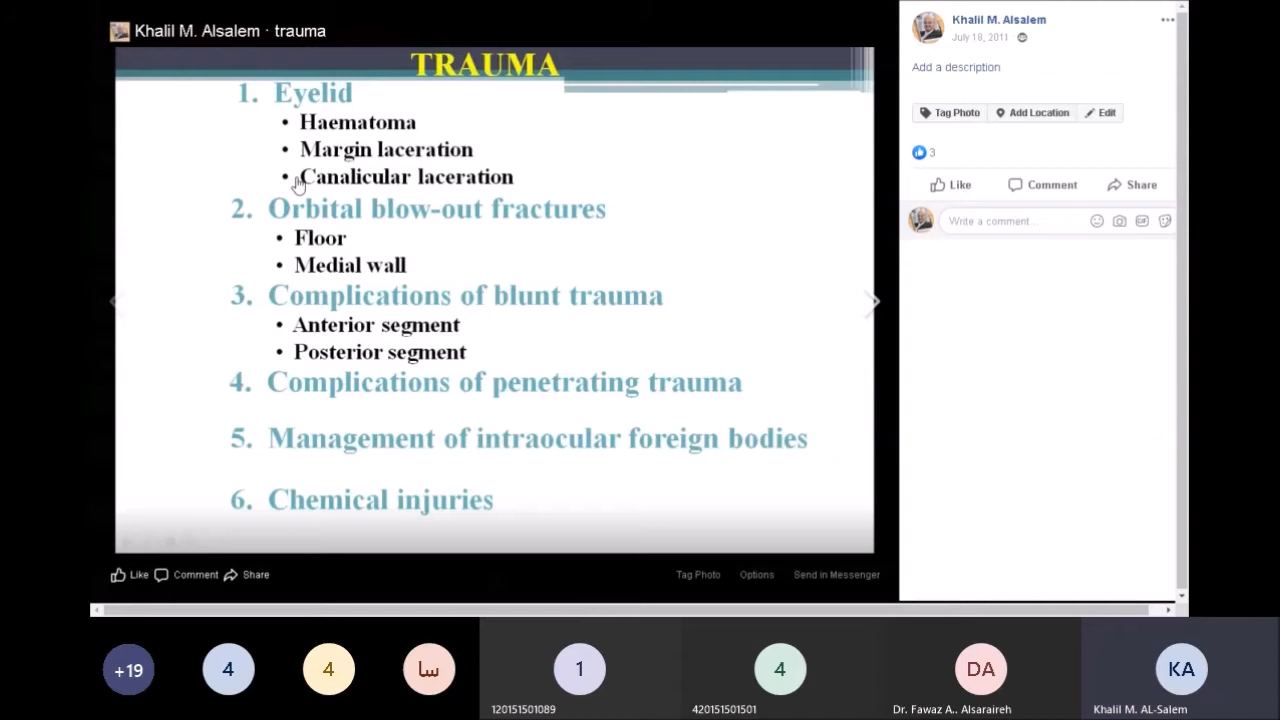 Khalil M. Alsalem · trauma
TRAUMA
1. Eyelid
• Haematoma
• Margin laceration
• Canalicular laceration
2. Orbital blow-out fractures
• Floor
• Medial wall
3. Complications of blunt trauma
• Anterior segment
• Posterior segment
4. Complications of penetrating trauma
5. Management of intraocular foreign bodies
6. Chemical injuries
Like Comment Share
Tag Photo Options Send in Messenger
Khalil M. Alsalem
July 18, 2011
Add a description
Tag Photo Add Location Edit
3
Like Comment Share
Write a comment...
GIF
+19
4
4
سا
1
120151501089
4
420151501501
DA
Dr. Fawaz A.. Alsaraireh
KA
Khalil M. AL-Salem